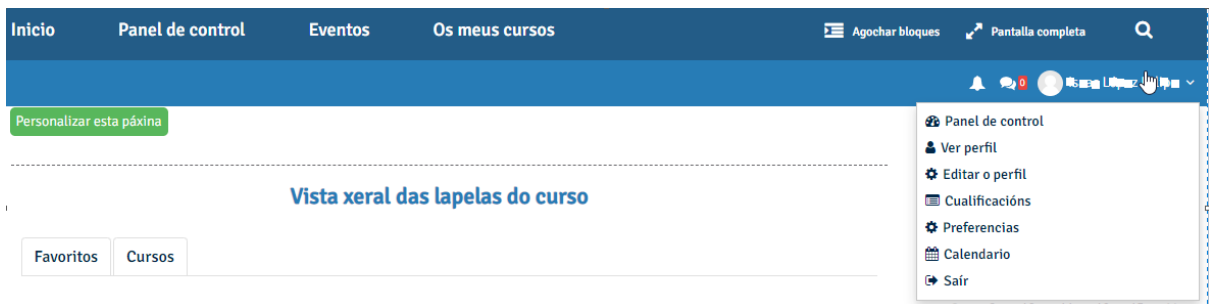 Inicio Panel de control Eventos Os meus cursos Agochar bloques Pantalla completa
0
Personalizar esta páxina
Panel de control
Ver perfil
Editar o perfil
Cualificacións
Preferencias
Calendario
Saír
Vista xeral das lapelas do curso
Favoritos Cursos